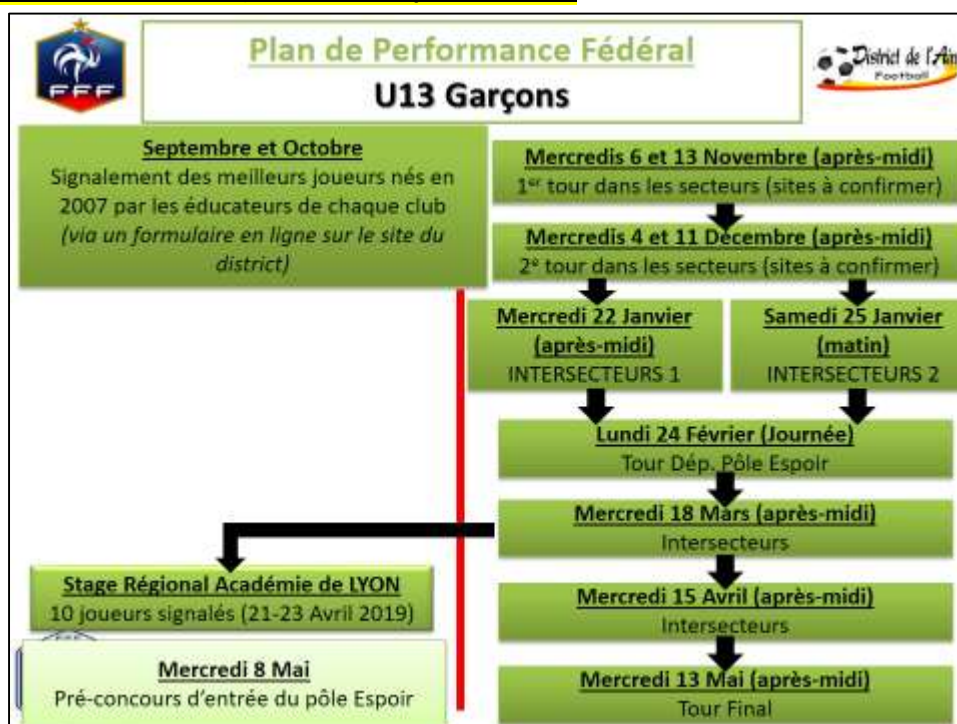 FFF
Plan de Performance Fédéral
U13 Garçons
District de l'Ain
Football
Septembre et Octobre
Signalement des meilleurs joueurs nés en
2007 par les éducateurs de chaque club
(via un formulaire en ligne sur le site du
district)
Mercredis 6 et 13 Novembre (après-midi)
1er tour dans les secteurs (sites à confirmer)
Mercredis 4 et 11 Décembre (après-midi)
2e tour dans les secteurs (sites à confirmer)
Mercredi 22 Janvier
(après-midi)
INTERSECTEURS 1
Samedi 25 Janvier
(matin)
INTERSECTEURS 2
Lundi 24 Février (Journée)
Tour Dép. Pôle Espoir
Mercredi 18 Mars (après-midi)
Intersecteurs
Stage Régional Académie de LYON
10 joueurs signalés (21-23 Avril 2019)
Mercredi 15 Avril (après-midi)
Intersecteurs
Mercredi 8 Mai
Pré-concours d'entrée du pôle Espoir
Mercredi 13 Mai (après-midi)
Tour Final